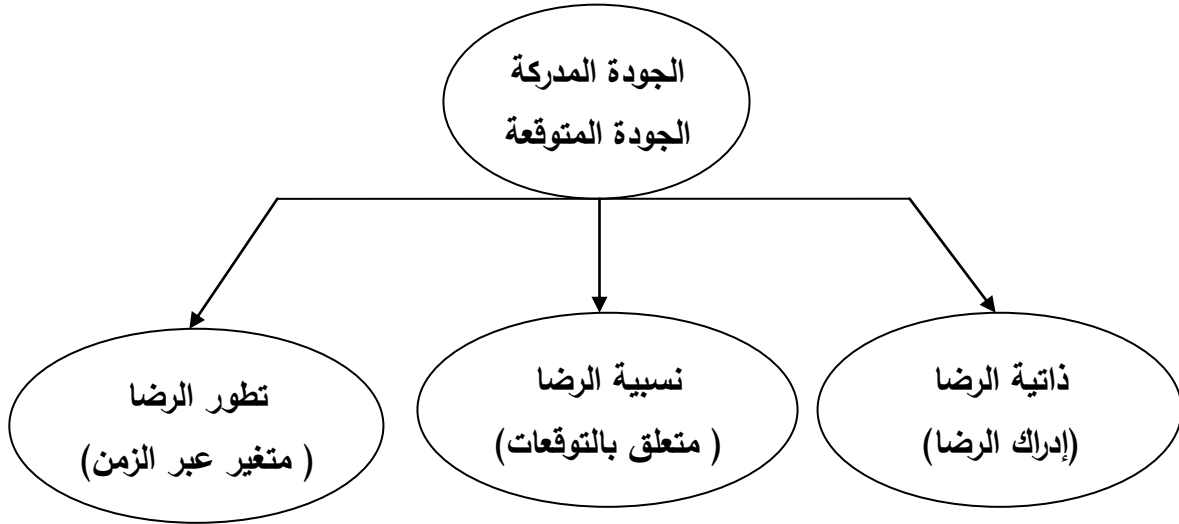 الجودة المدركة
الجودة المتوقعة
ذاتية الرضا
(إدراك الرضا)
نسبية الرضا
( متعلق بالتوقعات)
تطور الرضا
( متغير عبر الزمن)